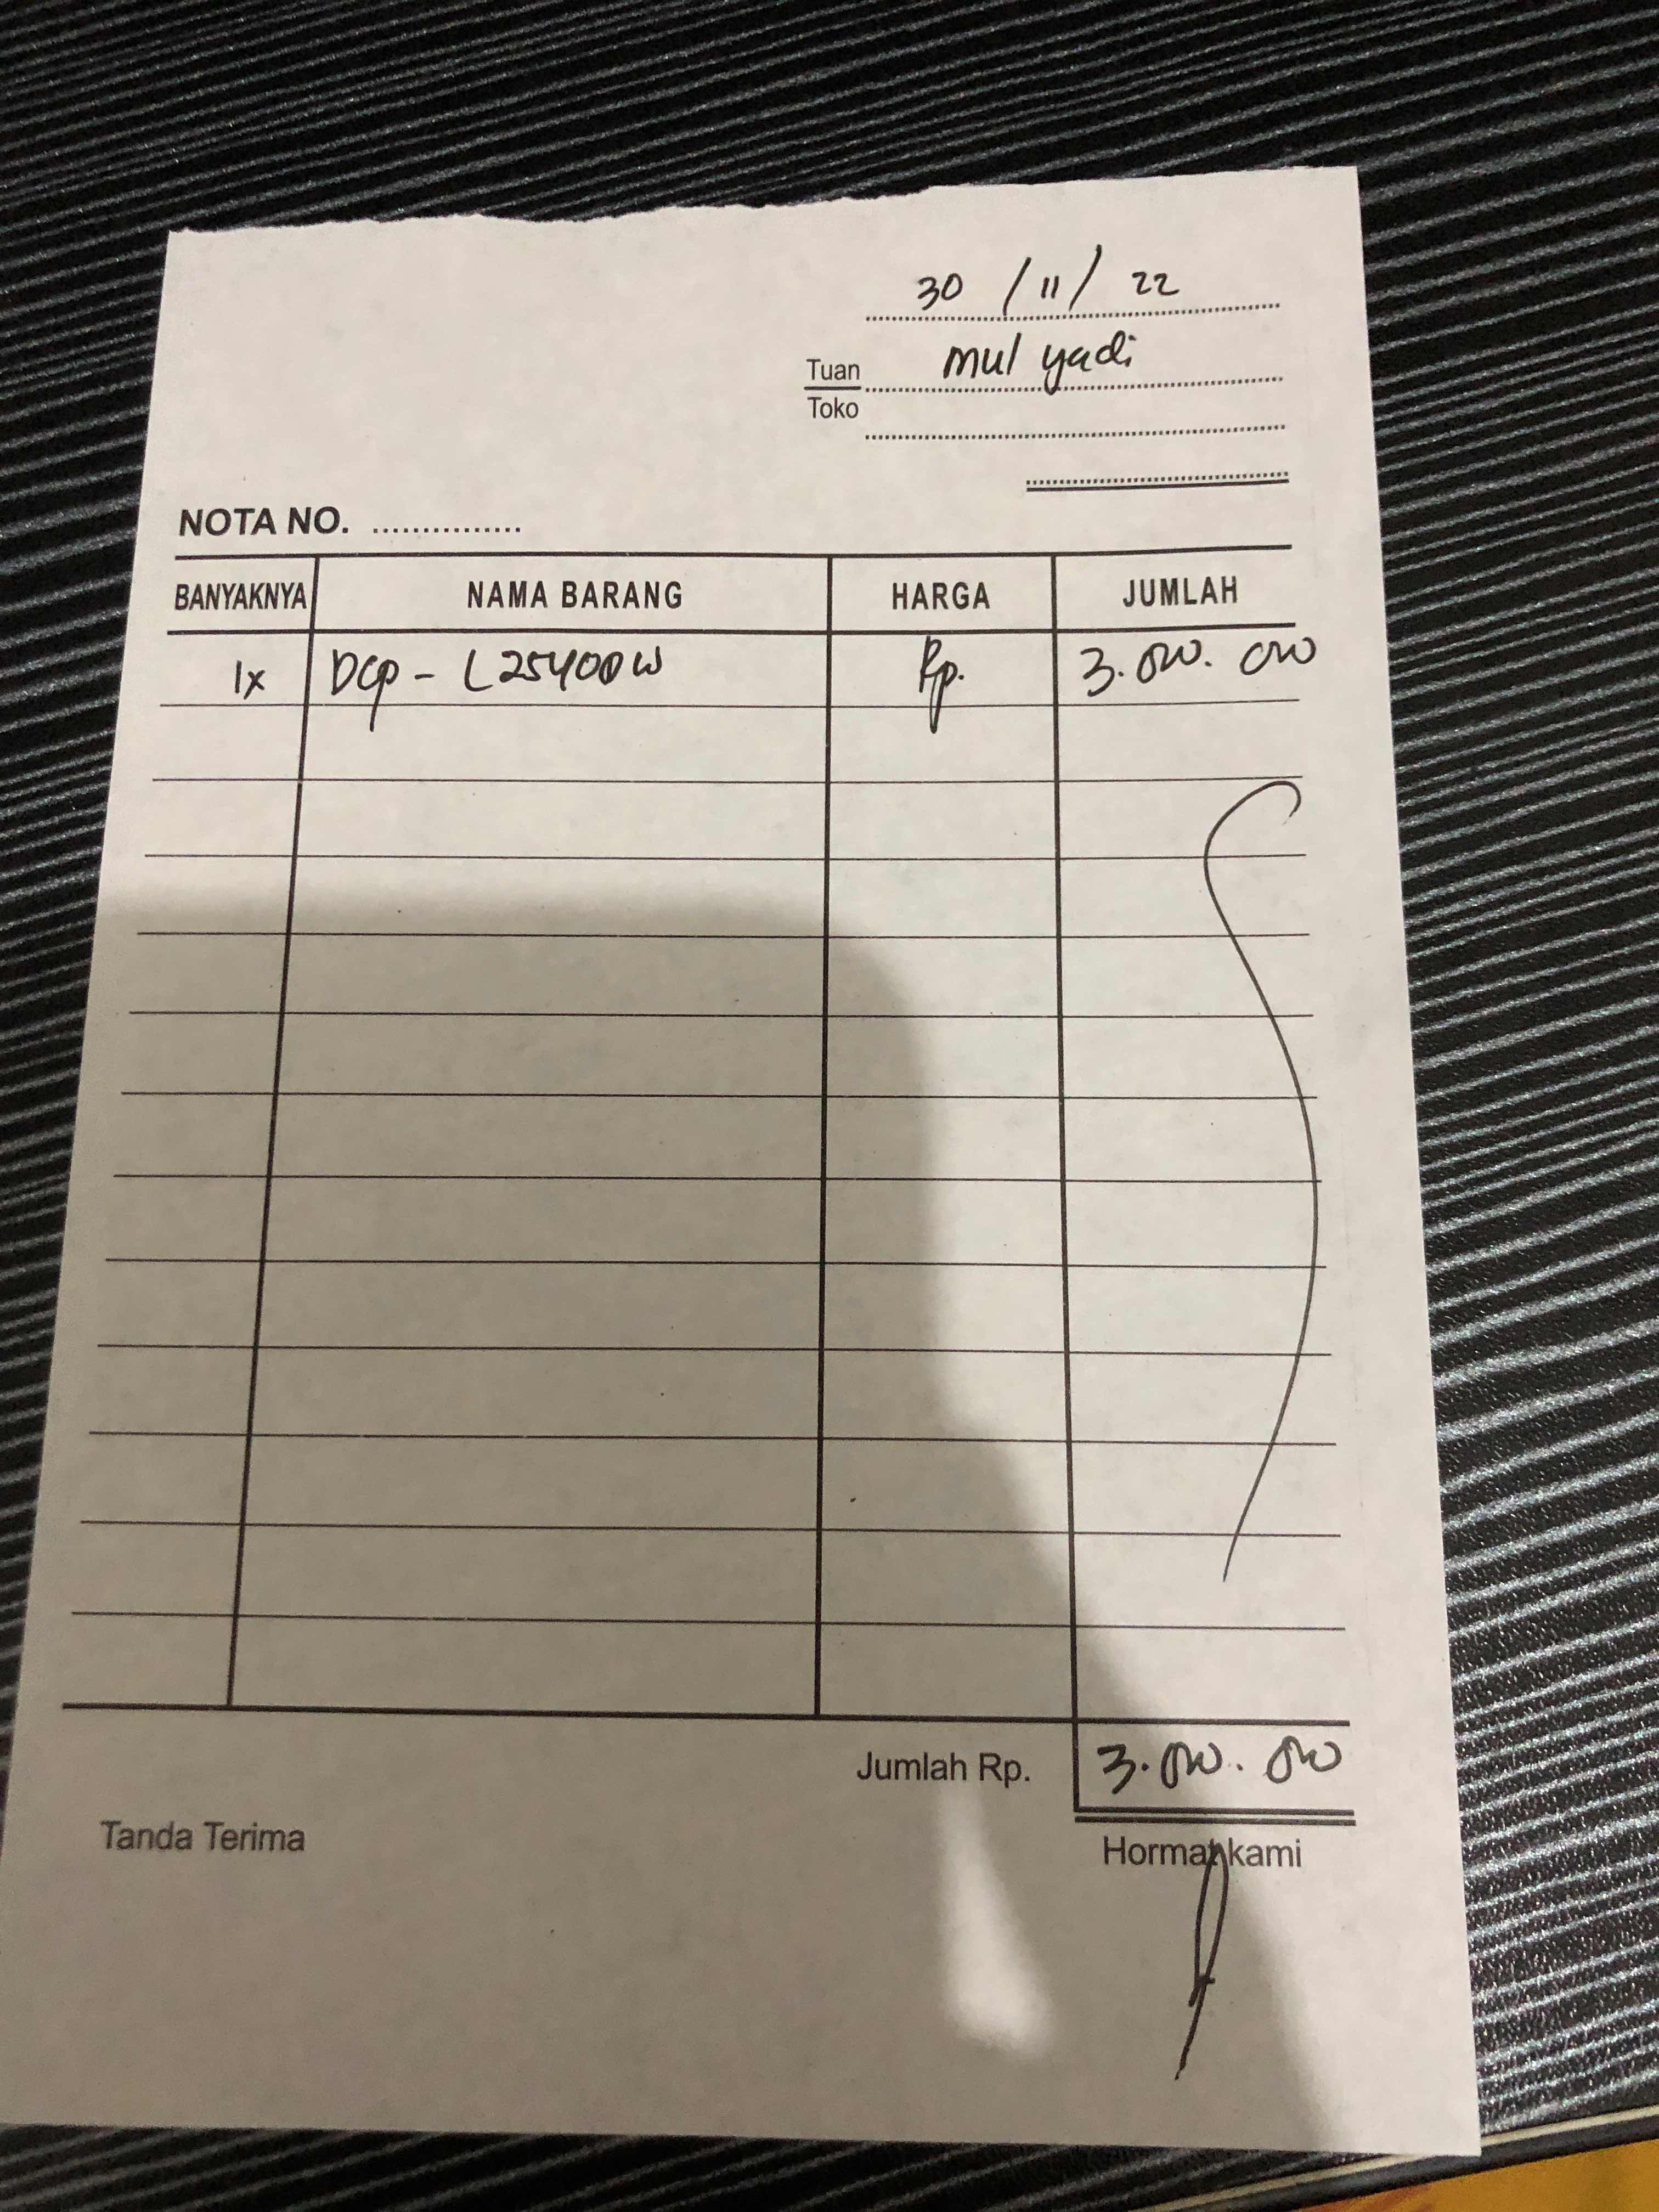 30 / 11 / 22
Tuan mul yadi
Toko
NOTA NO. ...............
BANYAKNYA NAMA BARANG HARGA JUMLAH
1x DCP - L2540DW Rp. 3.000.000
Jumlah Rp. 3.000.000
Tanda Terima Hormat kami